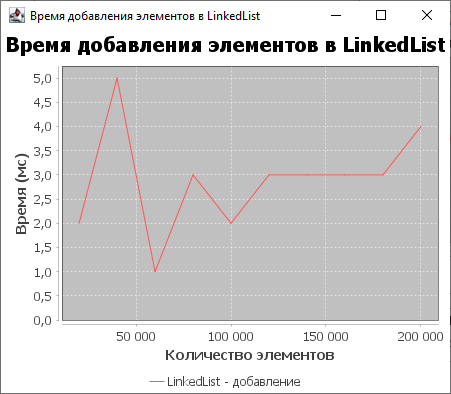 Время добавления элементов в LinkedList
Время добавления элементов в LinkedList
5,0
4,5
4,0
3,5
3,0
2,5
2,0
1,5
1,0
0,5
0,0
Время (мс)
50 000 100 000 150 000 200 000
Количество элементов
LinkedList - добавление